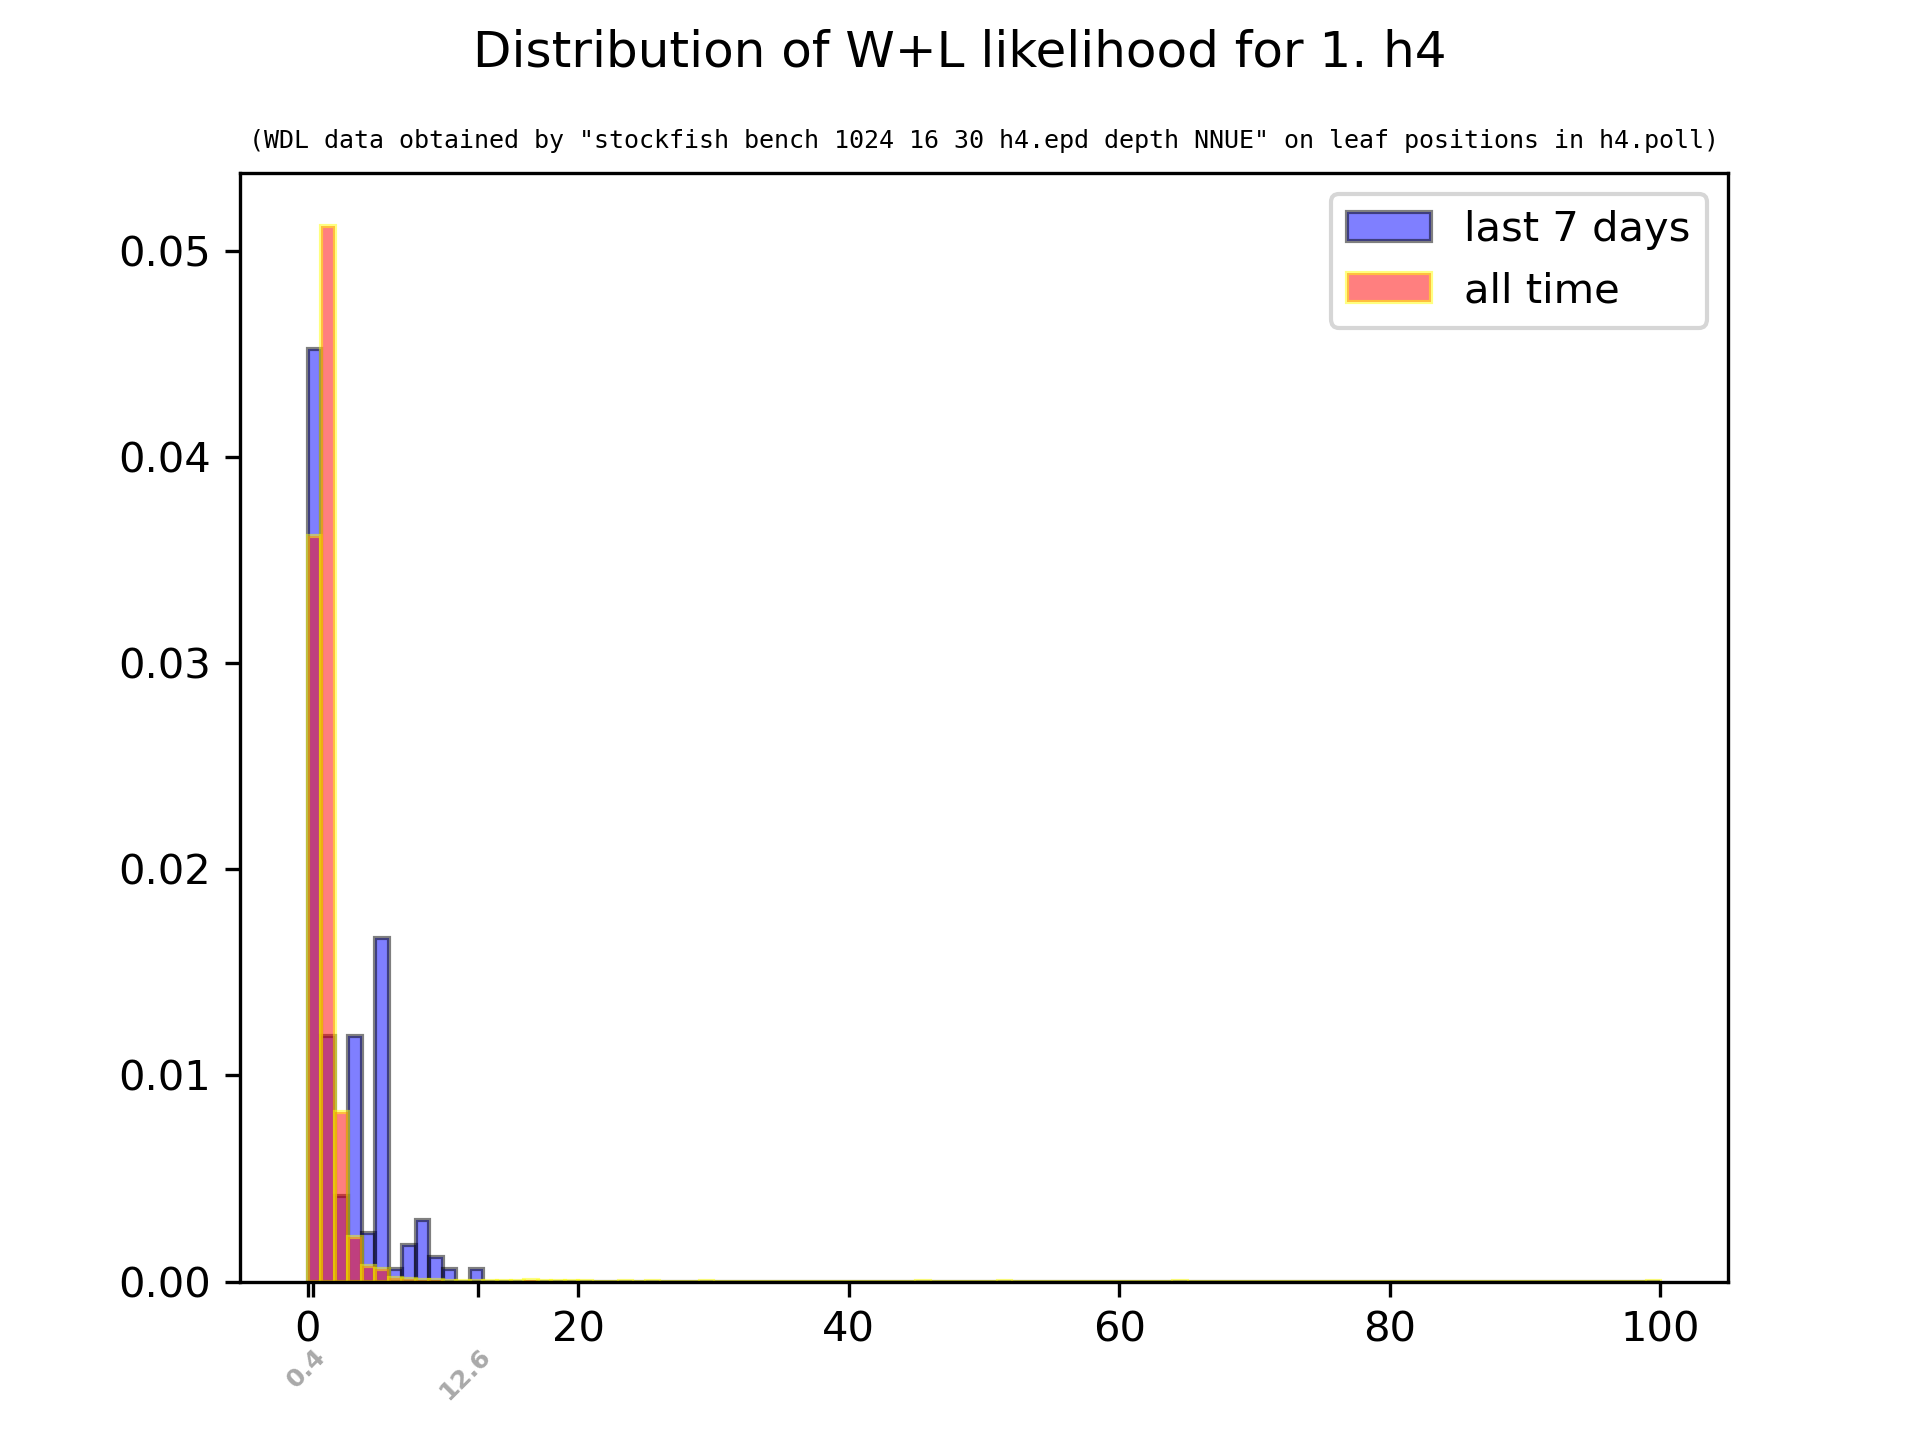 Distribution of W+L likelihood for 1. h4
(WDL data obtained by "stockfish bench 1024 16 30 h4.epd depth NNUE" on leaf positions in h4.poll)
last 7 days
all time
0.05
0.04
0.03
0.02
0.01
0.00
0 20 40 60 80 100
0.4 12.6